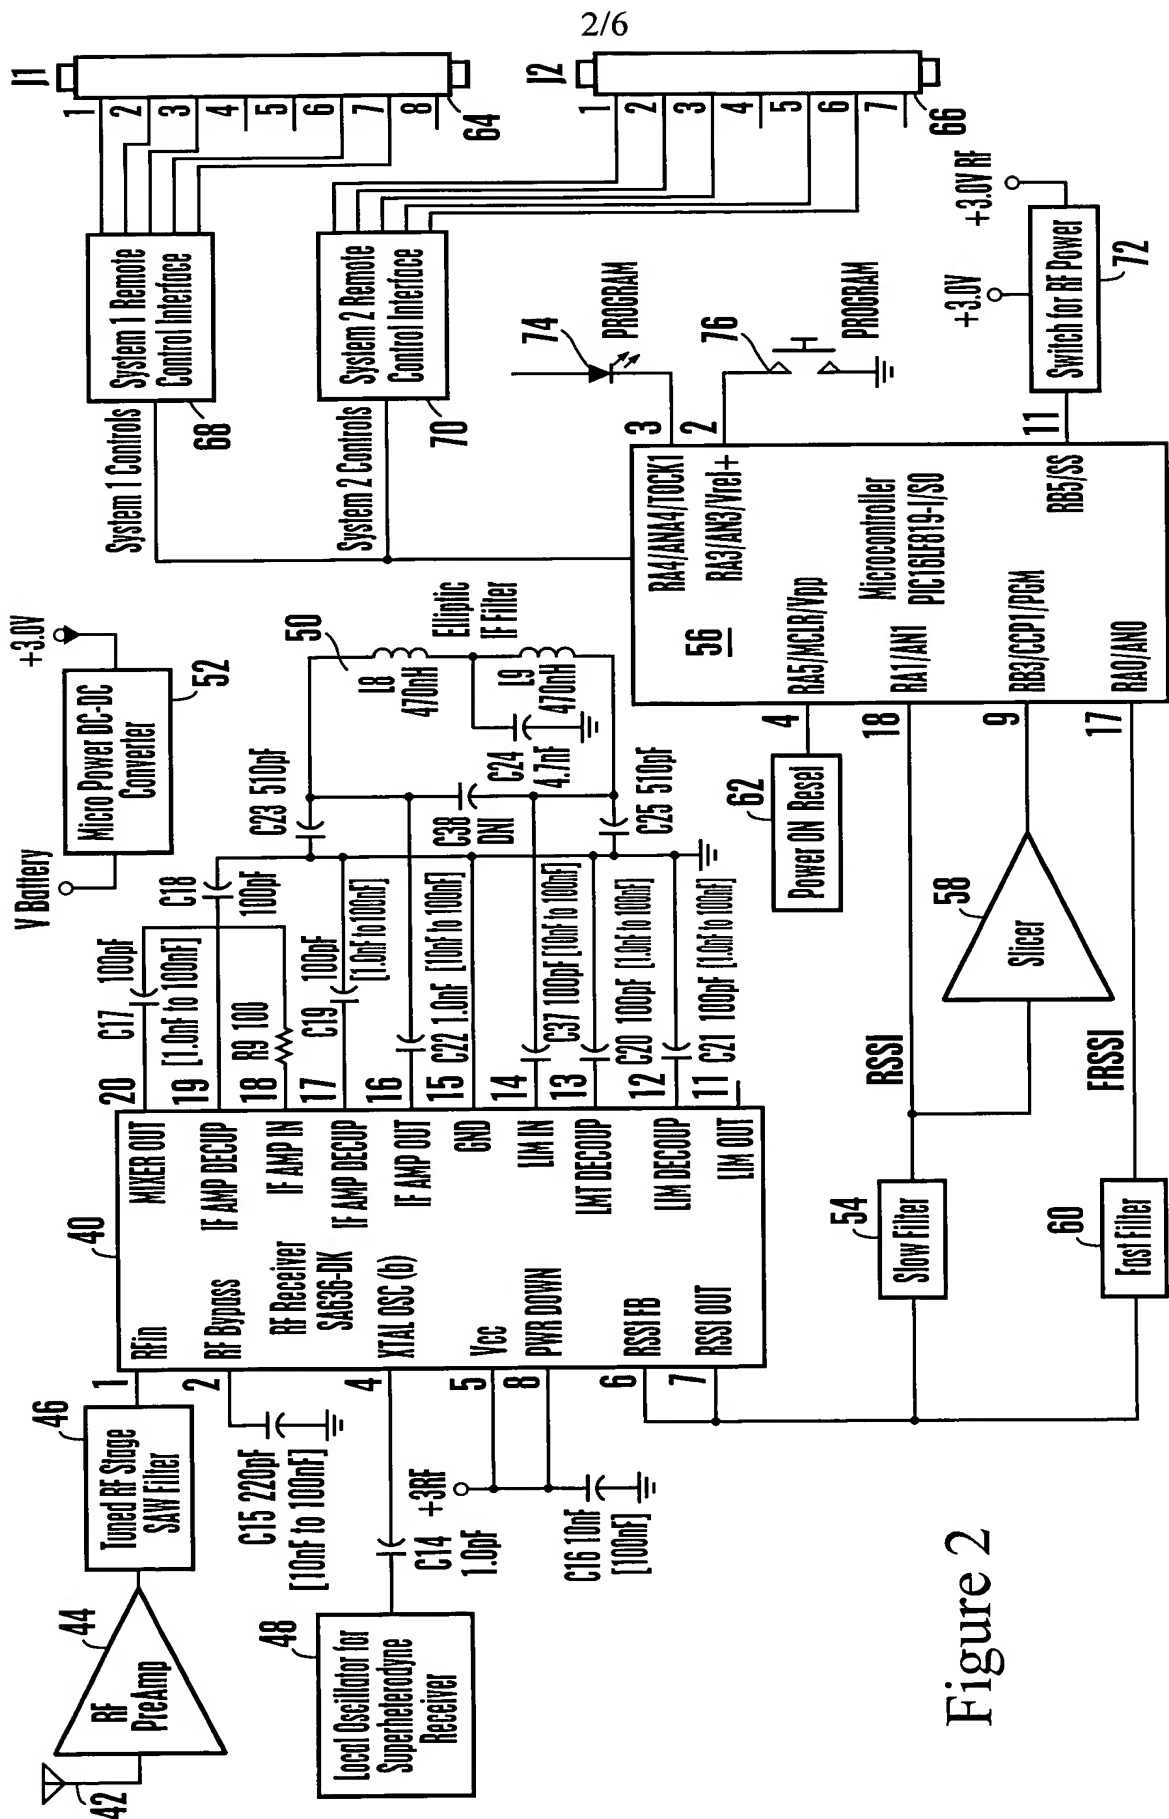 2/6
J1
1
2
3
4
5
6
7
8
64
J2
1
2
3
4
5
6
7
66
System 1 Remote
Control Interface
68
System 1 Controls
System 2 Remote
Control Interface
70
System 2 Controls
V Battery
Micro Power DC-DC
Converter
52
+3.0V
74
PROGRAM
76
PROGRAM
+3.0V
+3.0V RF
Switch for RF Power
72
3
2
11
RA4/ANA4/TOCK1
RA3/AN3/Vrel+
RB5/SS
56
Microcontroller
PIC16LF819-I/SO
RA5/MCLR/Vpp
RA1/AN1
RB3/CCP1/PGM
RA0/AN0
4
18
9
17
62
Power ON Resel
58
Slicer
RSSI
FRSSI
54
Slow Filter
60
Fast Filter
50
Elliptic
IF Filter
L8
470nH
L9
470nH
C24
4.7nF
C23 510pF
C38
DNI
C25 510pF
C18
100pF
C17
100pF
[1.0nF to 100nF]
R9 100
C19
100pF
[1.0nF to 100nF]
C22 1.0nF [10nF to 100nF]
C37 100pF [10nF to 100nF]
C20 100pF [1.0nF to 100nF]
C21 100pF [1.0nF to 100nF]
20
19
18
17
16
15
14
13
12
11
40
MIXER OUT
IF AMP DECUP
IF AMP IN
IF AMP DECUP
IF AMP OUT
GND
LIM IN
LMT DECOUP
LIM DECOUP
LIM OUT
RF Receiver
SA636-DK
RFin
RF Bypass
XTAL OSC (b)
Vcc
PWR DOWN
RSSI FB
RSSI OUT
1
2
4
5
8
6
7
46
Tuned RF Stage
SAW Filter
44
RF
PreAmp
42
C15 220pF
[10nF to 100nF]
C14
1.0pF
+3RF
C16 10nF
[100nF]
48
Local Oscillator for
Superheterodyne
Receiver
Figure 2